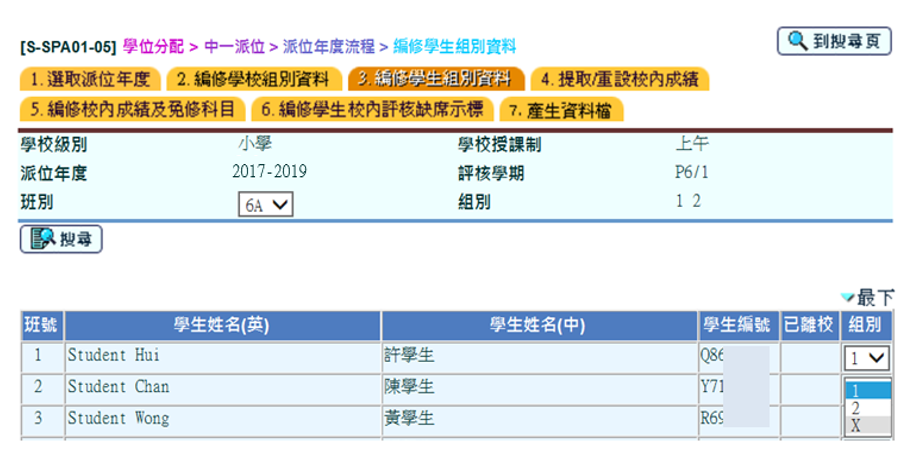 [S-SPA01-05] 學位分配 > 中一派位 > 派位年度流程 > 編修學生組別資料
到搜尋頁
1. 選取派位年度 2. 編修學校組別資料 3. 編修學生組別資料 4. 提取/重設校內成績
5. 編修校內成績及免修科目 6. 編修學生校內評核缺席示標 7. 產生資料檔
學校級別 小學 學校授課制 上午
派位年度 2017-2019 評核學期 P6/1
班別 6A 組別 1 2
搜尋
最下
班號 學生姓名(英) 學生姓名(中) 學生編號 已離校 組別
1 Student Hui 許學生 Q86 1
2 Student Chan 陳學生 Y71 1
2
3 Student Wong 黃學生 R69 X